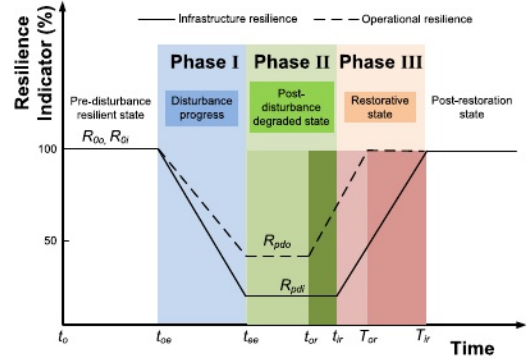 Infrastructure resilience
Operational resilience
Resilience
Indicator (%)
Phase I
Phase II
Phase III
Pre-disturbance
resilient state
Disturbance
progress
Post-
disturbance
degraded state
Restorative
state
Post-restoration
state
R0o, R0i
100
50
Rpdo
Rpdi
to
toe
tee
tor
tir
Tor
Tir
Time